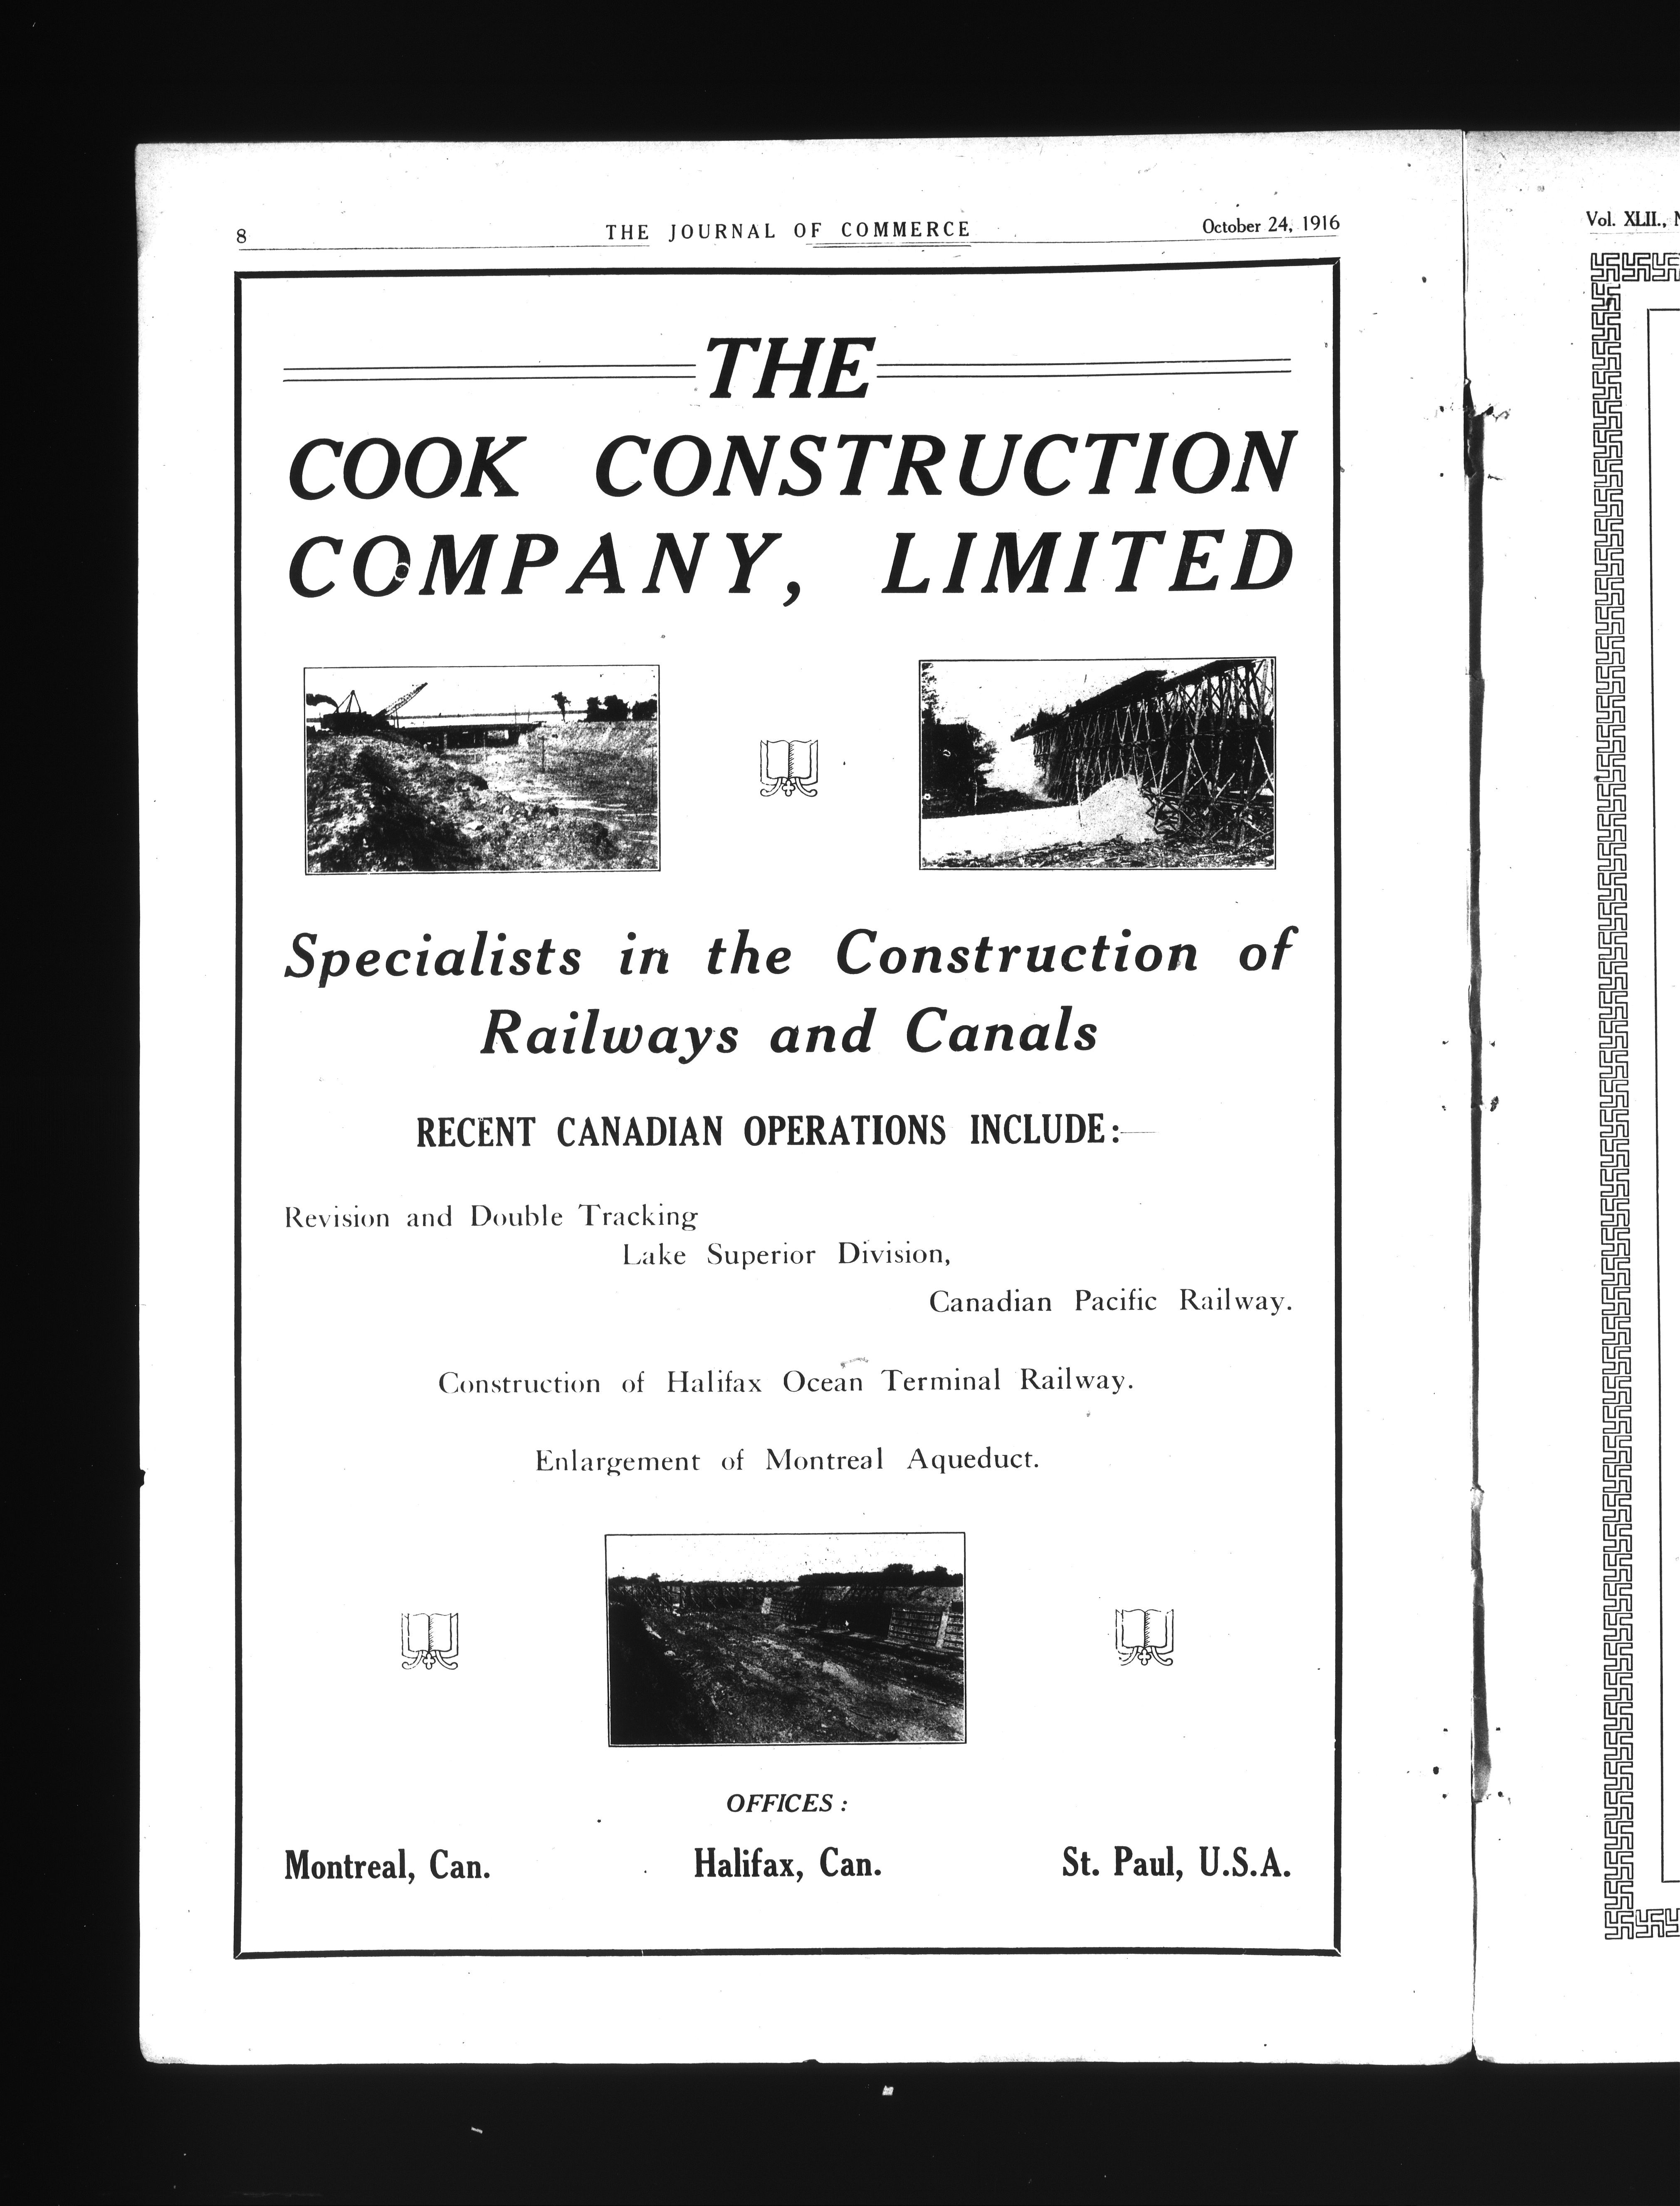 8
THE JOURNAL OF COMMERCE
October 24, 1916
THE
COOK CONSTRUCTION
COMPANY, LIMITED
Specialists in the Construction of
Railways and Canals
RECENT CANADIAN OPERATIONS INCLUDE:—
Revision and Double Tracking
Lake Superior Division,
Canadian Pacific Railway.
Construction of Halifax Ocean Terminal Railway.
Enlargement of Montreal Aqueduct.
OFFICES:
Montreal, Can.
Halifax, Can.
St. Paul, U.S.A.
Vol. XLII.,